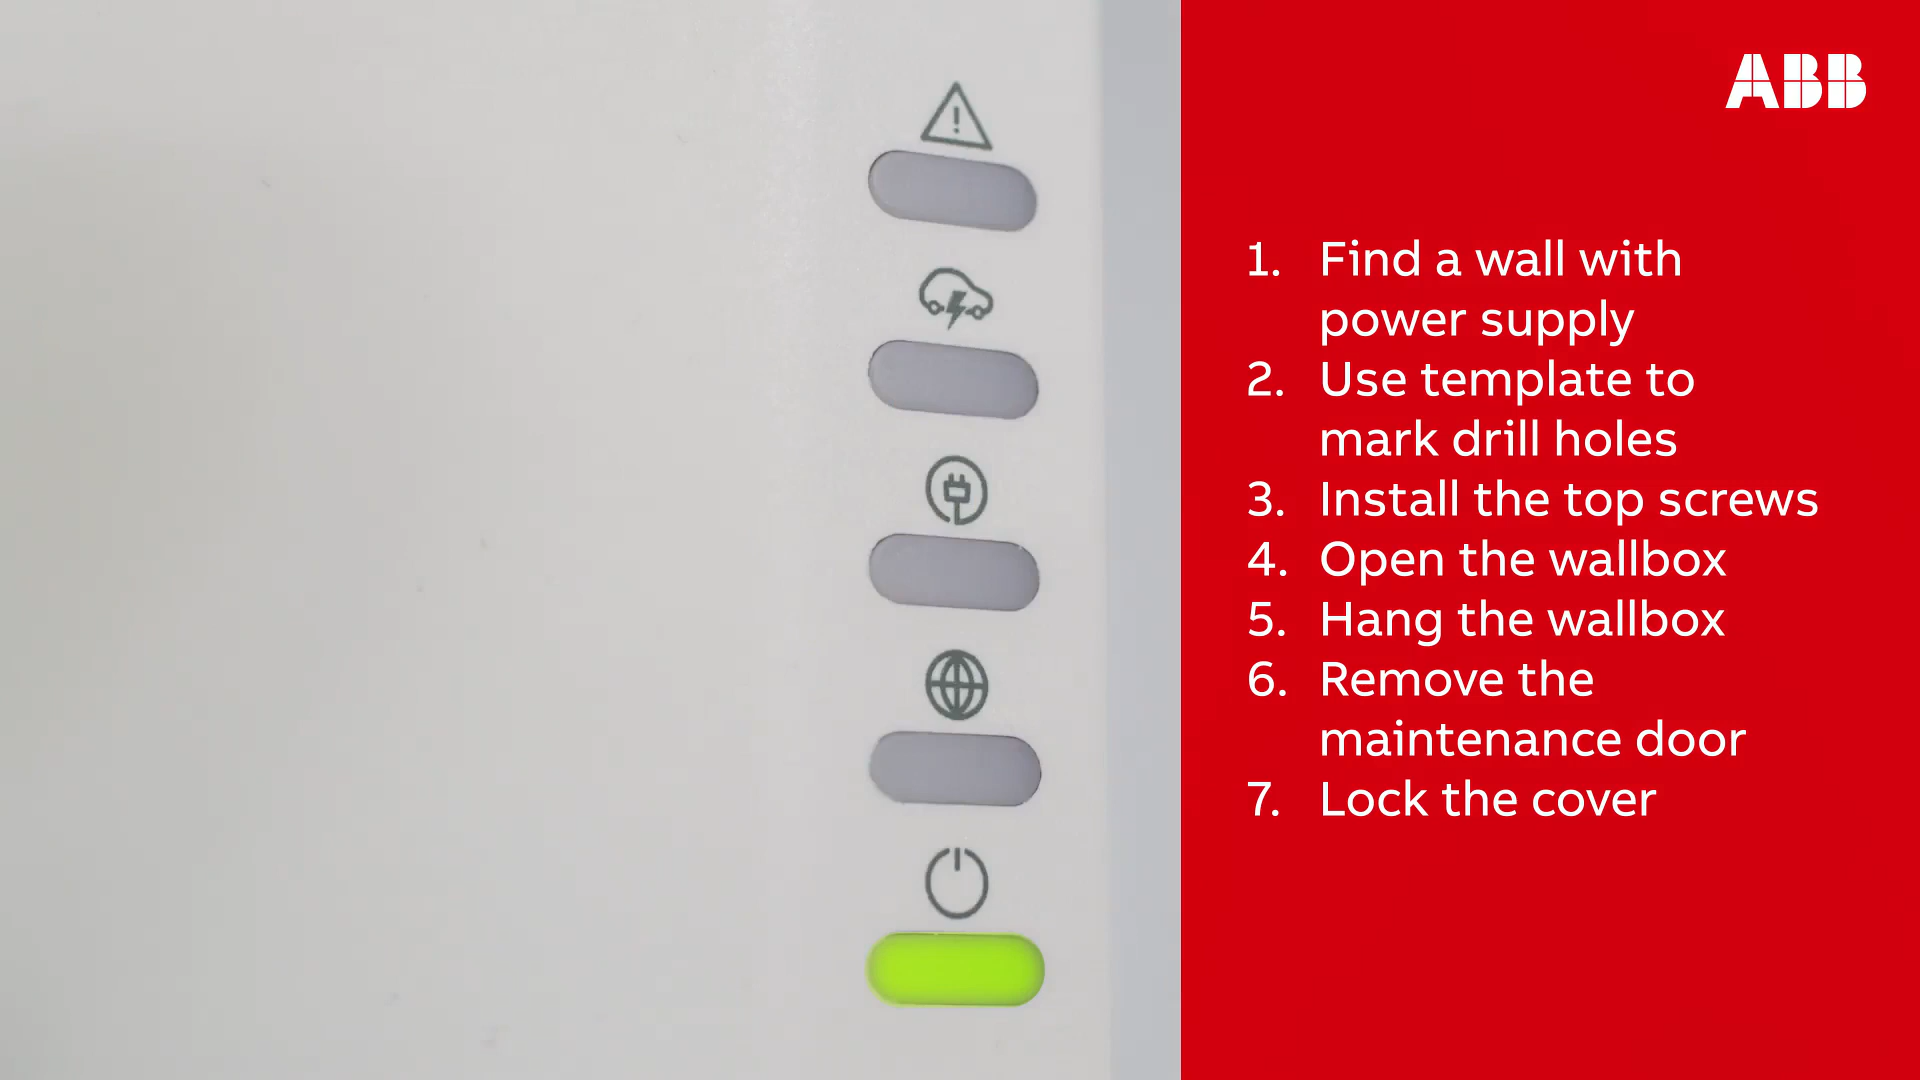 ABB
1. Find a wall with
power supply
2. Use template to
mark drill holes
3. Install the top screws
4. Open the wallbox
5. Hang the wallbox
6. Remove the
maintenance door
7. Lock the cover